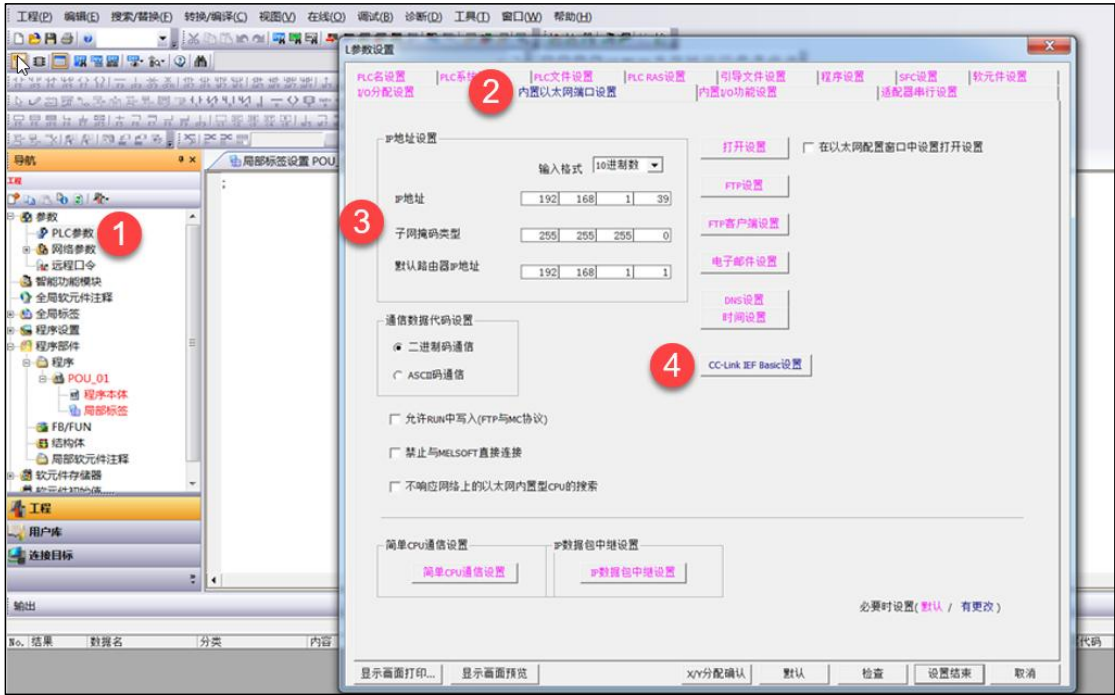 工程(P) 编辑(E) 搜索/替换(F) 转换/编译(C) 视图(V) 在线(O) 调试(B) 诊断(D) 工具(T) 窗口(W) 帮助(H)
L参数设置
PLC名设置 PLC系统 PLC文件设置 PLC RAS设置 引导文件设置 程序设置 SFC设置 软元件设置
I/O分配设置 2 内置以太网端口设置 内置I/O功能设置 适配器串行设置
导航
局部标签设置 POU_
工程
参数
PLC参数
1
网络参数
远程口令
智能功能模块
全局软元件注释
全局标签
程序设置
程序部件
程序
POU_01
程序本体
局部标签
FB/FUN
结构体
局部软元件注释
软元件存储器
软元件初始值
工程
用户库
连接目标
IP地址设置
输入格式 10进制数
IP地址 192 168 1 39
3
子网掩码类型 255 255 255 0
默认路由器IP地址 192 168 1 1
通信数据代码设置
二进制码通信
ASCII码通信
允许RUN中写入(FTP与MC协议)
禁止与MELSOFT直接连接
不响应网络上的以太网内置型CPU的搜索
打开设置 在以太网配置窗口中设置打开设置
FTP设置
FTP客户端设置
电子邮件设置
DNS设置
时间设置
4 CC-Link IEF Basic设置
简单CPU通信设置 IP数据包中继设置
简单CPU通信设置 IP数据包中继设置
必要时设置( 默认 / 有更改 )
输出
No. 结果 数据名 分类 内容 代码
显示画面打印... 显示画面预览 X/Y分配确认 默认 检查 设置结束 取消